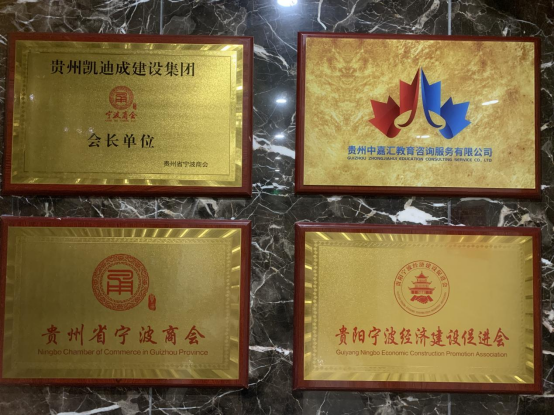 贵州凯迪成建设集团
宁波商会
会长单位
贵州省宁波商会
贵州中嘉汇教育咨询服务有限公司
GUIZHOU ZHONGJIAHUI EDUCATION CONSULTING SERVICE CO., LTD
甬
贵州省宁波商会
Ningbo Chamber of Commerce in Guizhou Province
贵阳宁波经济建设促进会
Guiyang Ningbo Economic Construction Promotion Association